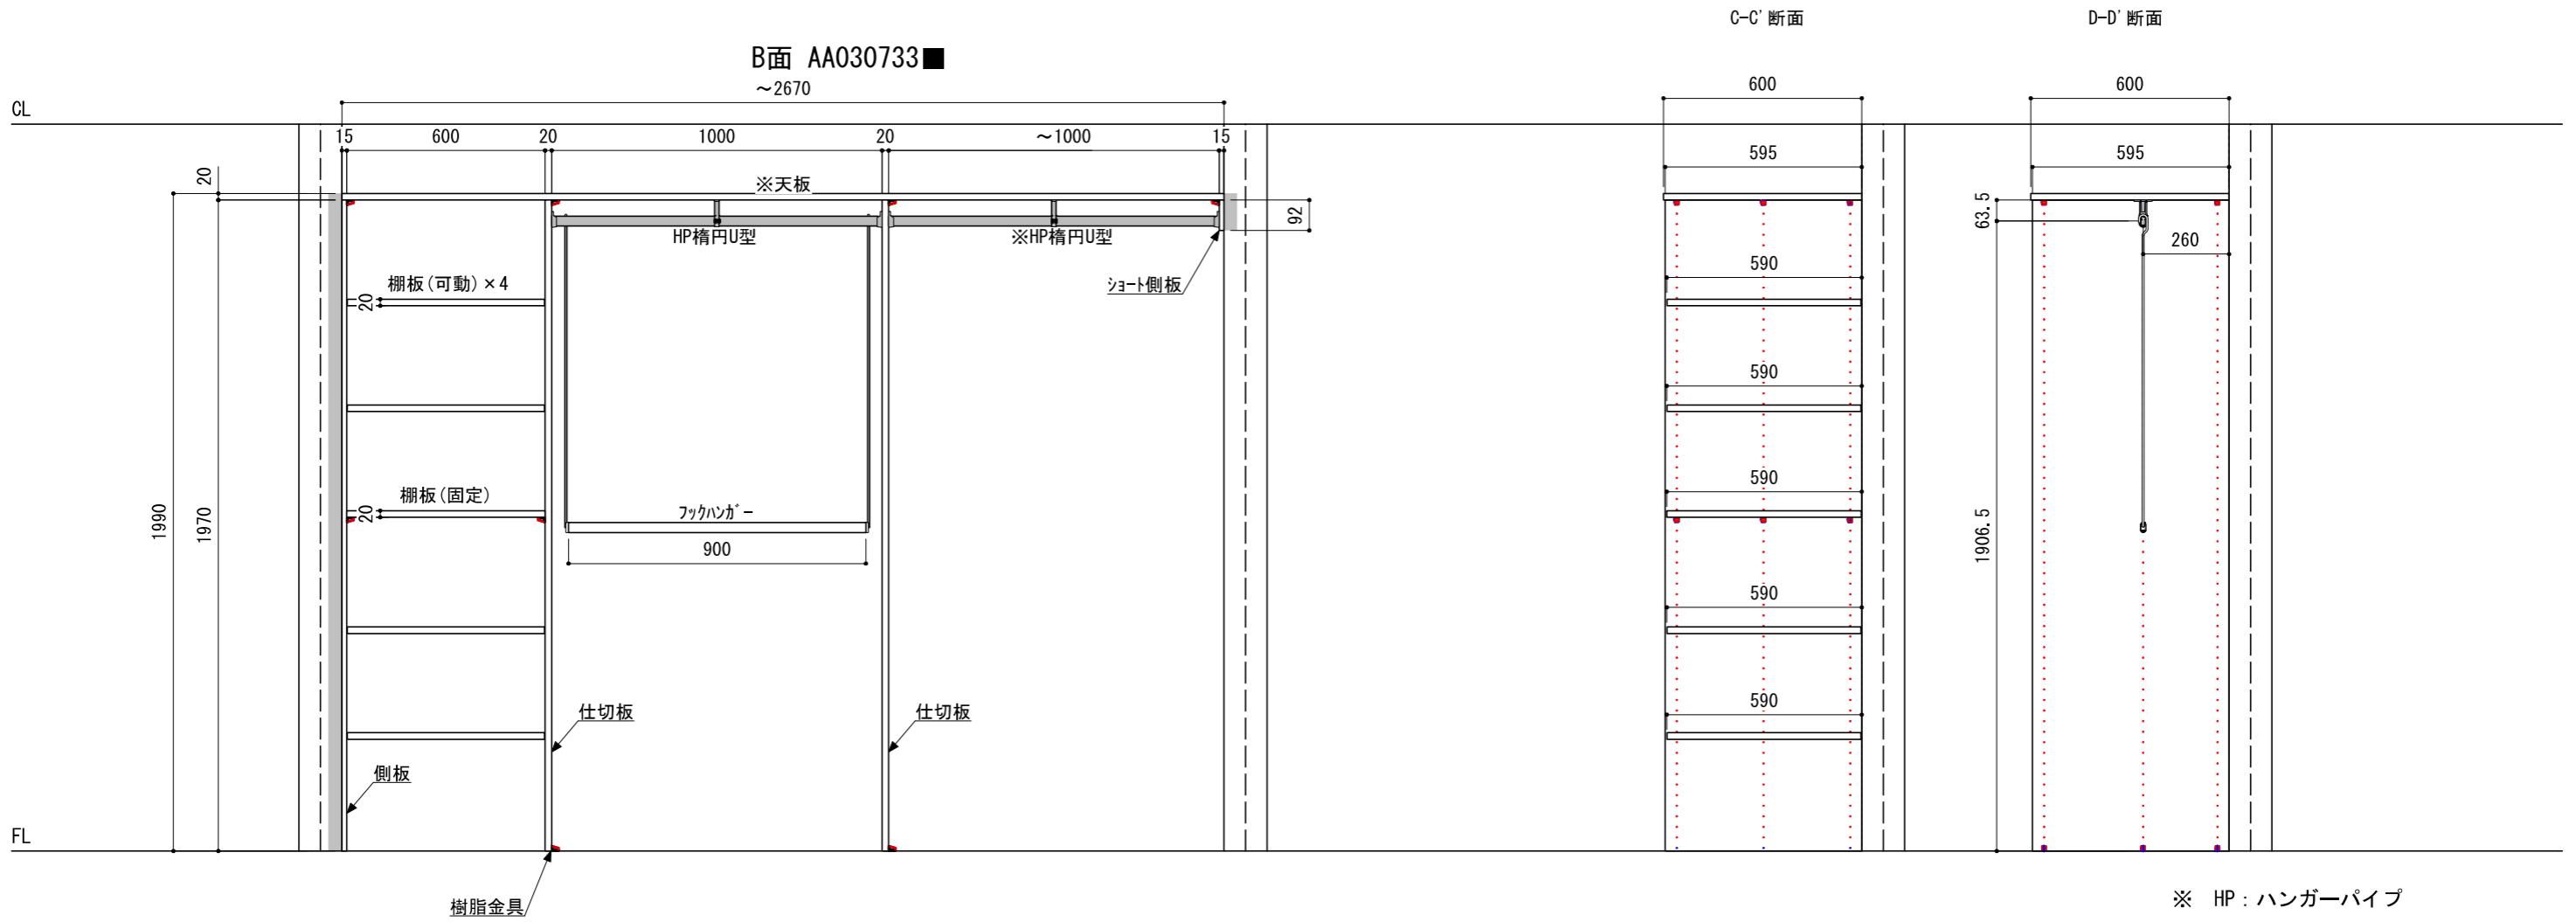 C-C'断面
D-D'断面
B面 AA030733■
~2670
600
600
CL
15
600
20
1000
20
~1000
15
595
595
20
※天板
92
63.5
HP楕円U型
※HP楕円U型
260
590
棚板(可動)×4
ｼｮｰﾄ側板
20
590
590
棚板(固定)
20
ﾌｯｸﾊﾝｶﾞｰ
1990
1970
1906.5
900
590
590
仕切板
仕切板
側板
FL
樹脂金具
※ HP:ハンガーパイプ